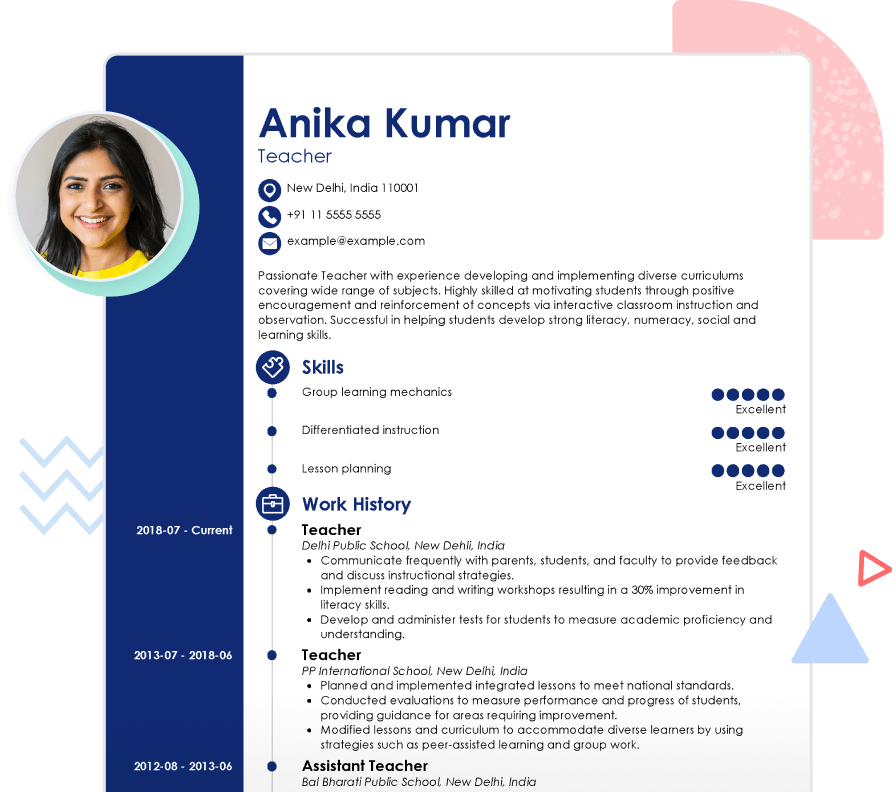 Anika Kumar
Teacher
New Delhi, India 110001
+91 11 5555 5555
example@example.com
Passionate Teacher with experience developing and implementing diverse curriculums
covering wide range of subjects. Highly skilled at motivating students through positive
encouragement and reinforcement of concepts via interactive classroom instruction and
observation. Successful in helping students develop strong literacy, numeracy, social and
learning skills.
Skills
Group learning mechanics
Excellent
Differentiated instruction
Excellent
Lesson planning
Excellent
Work History
2018-07 - Current
Teacher
Delhi Public School, New Dehli, India
• Communicate frequently with parents, students, and faculty to provide feedback
and discuss instructional strategies.
• Implement reading and writing workshops resulting in a 30% improvement in
literacy skills.
• Develop and administer tests for students to measure academic proficiency and
understanding.
2013-07 - 2018-06
Teacher
PP International School, New Delhi, India
• Planned and implemented integrated lessons to meet national standards.
• Conducted evaluations to measure performance and progress of students,
providing guidance for areas requiring improvement.
• Modified lessons and curriculum to accommodate diverse learners by using
strategies such as peer-assisted learning and group work.
2012-08 - 2013-06
Assistant Teacher
Bal Bharati Public School, New Delhi, India